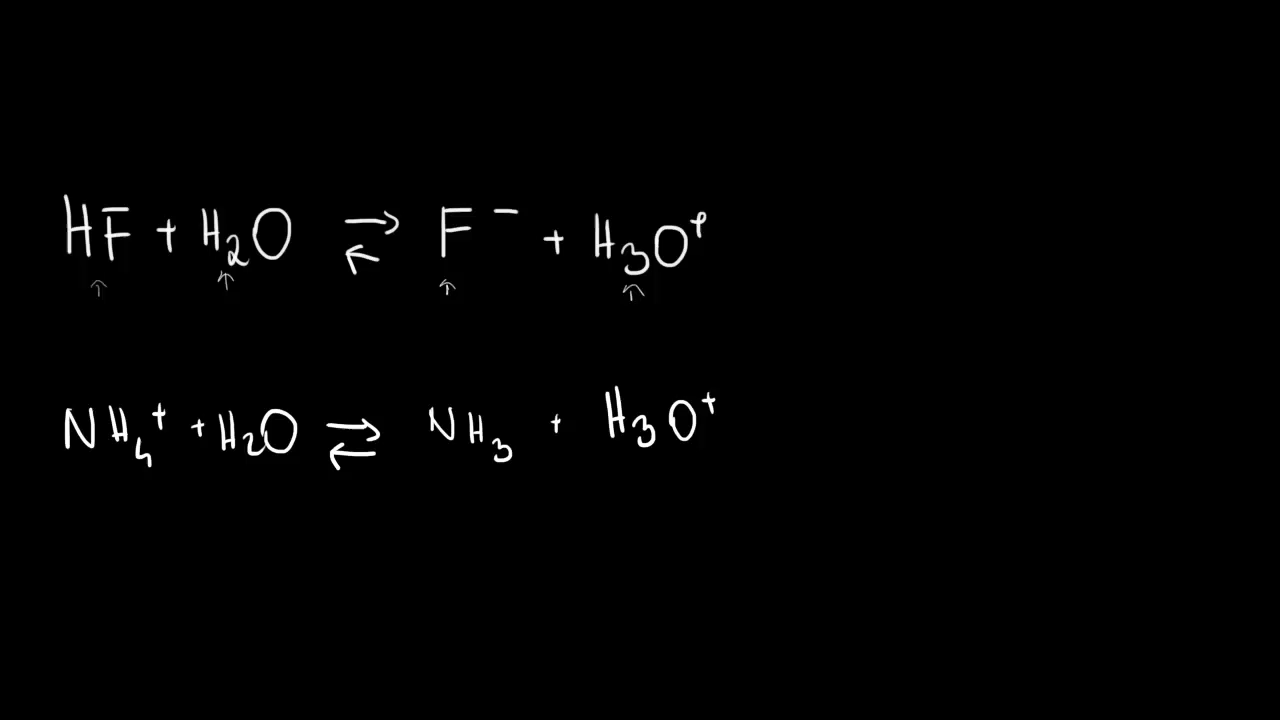 HF + H₂O ⇌ F⁻ + H₃O⁺
NH₄⁺ + H₂O ⇌ NH₃ + H₃O⁺